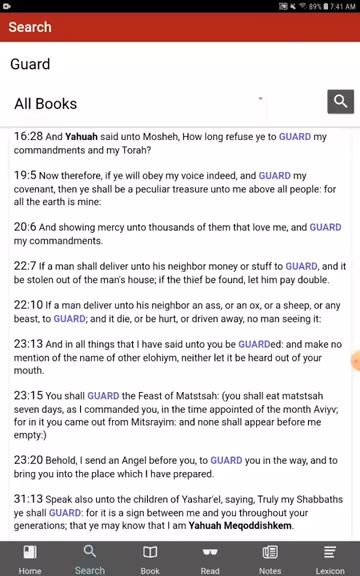 89% 7:41 AM
Search
Guard
All Books
16:28 And Yahuah said unto Mosheh, How long refuse ye to GUARD my
commandments and my Torah?
19:5 Now therefore, if ye will obey my voice indeed, and GUARD my
covenant, then ye shall be a peculiar treasure unto me above all people: for
all the earth is mine:
20:6 And showing mercy unto thousands of them that love me, and GUARD
my commandments.
22:7 If a man shall deliver unto his neighbor money or stuff to GUARD, and it
be stolen out of the man's house; if the thief be found, let him pay double.
22:10 If a man deliver unto his neighbor an ass, or an ox, or a sheep, or any
beast, to GUARD; and it die, or be hurt, or driven away, no man seeing it:
23:13 And in all things that I have said unto you be GUARDed: and make no
mention of the name of other elohiym, neither let it be heard out of your
mouth.
23:15 You shall GUARD the Feast of Matstsah: (you shall eat matstsah
seven days, as I commanded you, in the time appointed of the month Aviyv;
for in it you came out from Mitsrayim: and none shall appear before me
empty:)
23:20 Behold, I send an Angel before you, to GUARD you in the way, and to
bring you into the place which I have prepared.
31:13 Speak also unto the children of Yashar'el, saying, Truly my Shabbaths
ye shall GUARD: for it is a sign between me and you throughout your
generations; that ye may know that I am Yahuah Meqoddishkem.
Home Search Book Read Notes Lexicon